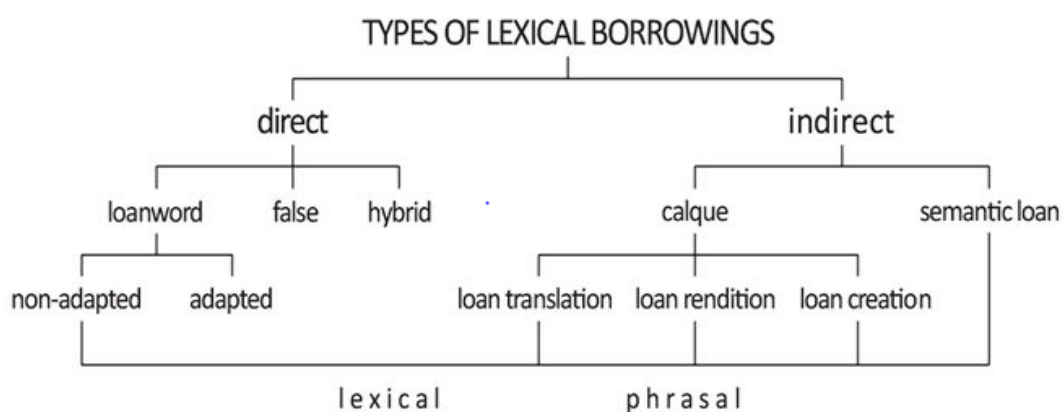 TYPES OF LEXICAL BORROWINGS
direct indirect
loanword false hybrid calque semantic loan
non-adapted adapted loan translation loan rendition loan creation
lexical phrasal